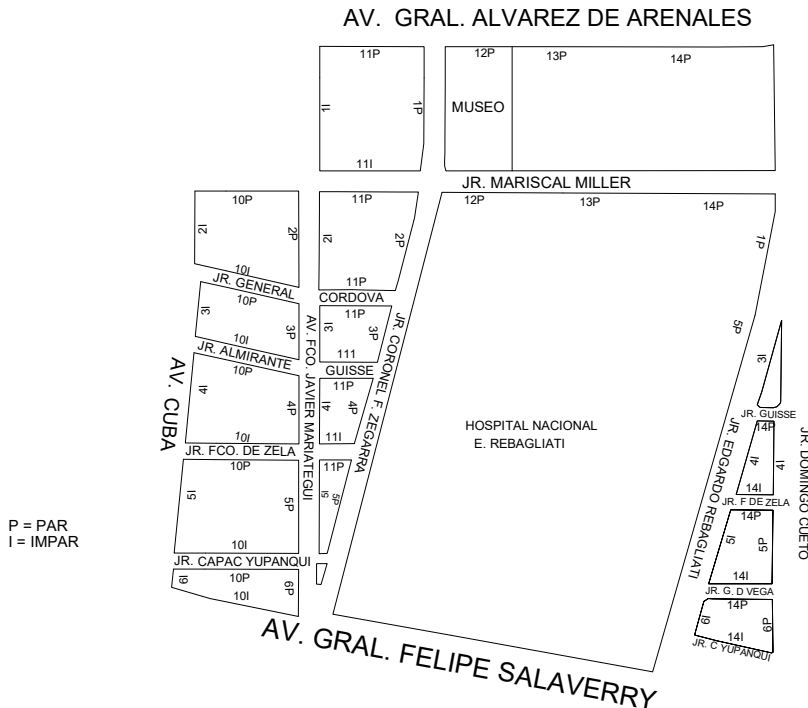 AV. GRAL. ALVAREZ DE ARENALES
11P
12P
13P
14P
1I
1P
MUSEO
11I
JR. MARISCAL MILLER
10P
11P
12P
13P
14P
2I
2P
2I
2P
1P
10I
11P
JR. GENERAL
CORDOVA
10P
11P
3I
3P
3I
3P
5P
10I
111
3I
JR. ALMIRANTE
GUISSE
10P
11P
4I
4P
4I
4P
10I
11I
JR. GUISSE
14P
4I
4I
14I
HOSPITAL NACIONAL
E. REBAGLIATI
AV. CUBA
AV. FCO. JAVIER MARIATEGUI
JR. CORONEL F. ZEGARRA
JR. EDGARDO REBAGLIATI
JR. DOMINGO CUETO
JR. FCO. DE ZELA
JR. F DE ZELA
10P
11P
14P
5I
5P
5P
5I
5P
10I
14I
P = PAR
I = IMPAR
JR. CAPAC YUPANQUI
JR. G. D VEGA
10P
14P
6I
6P
6I
6P
10I
14I
JR. C YUPANQUI
AV. GRAL. FELIPE SALAVERRY